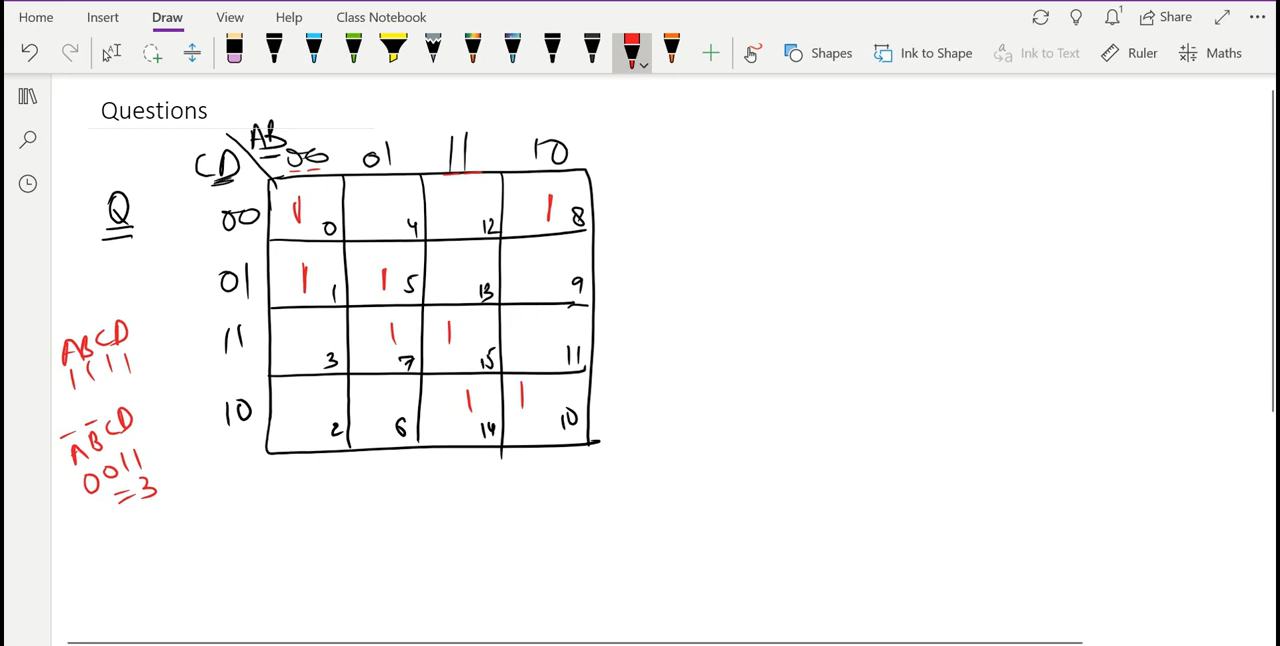 Home Insert Draw View Help Class Notebook 1 Share
A Shapes Ink to Shape Ink to Text Ruler Maths
Questions
AB
CD 00 01 11 10
Q 00 1 0 4 12 1 8
01 1 1 1 5 13 9
11 3 1 7 1 15 11
10 2 6 1 14 1 10
ABCD
1111
A̅B̅CD
0011
=3